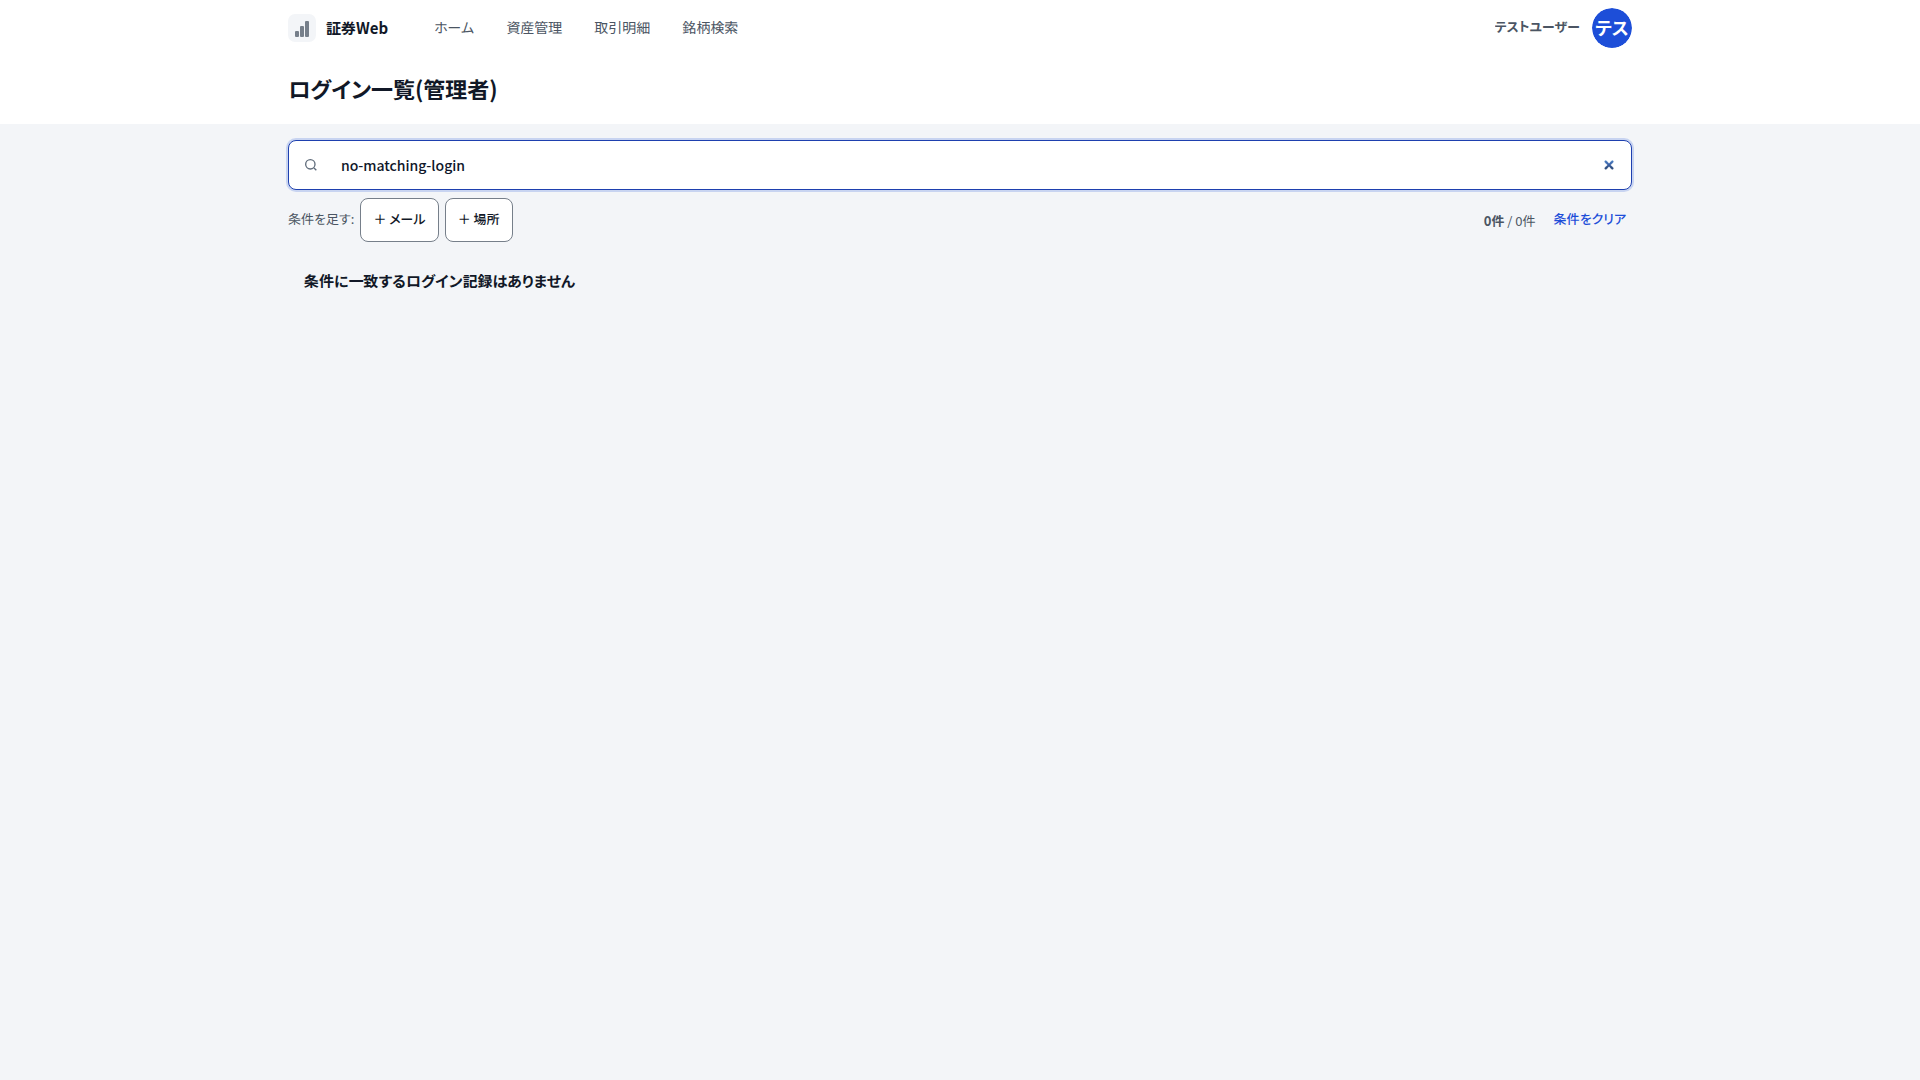 証券Web ホーム 資産管理 取引明細 銘柄検索 テストユーザー テス
ログイン一覧(管理者)
no-matching-login ×
条件を足す: ＋ メール ＋ 場所 0件 / 0件 条件をクリア
条件に一致するログイン記録はありません